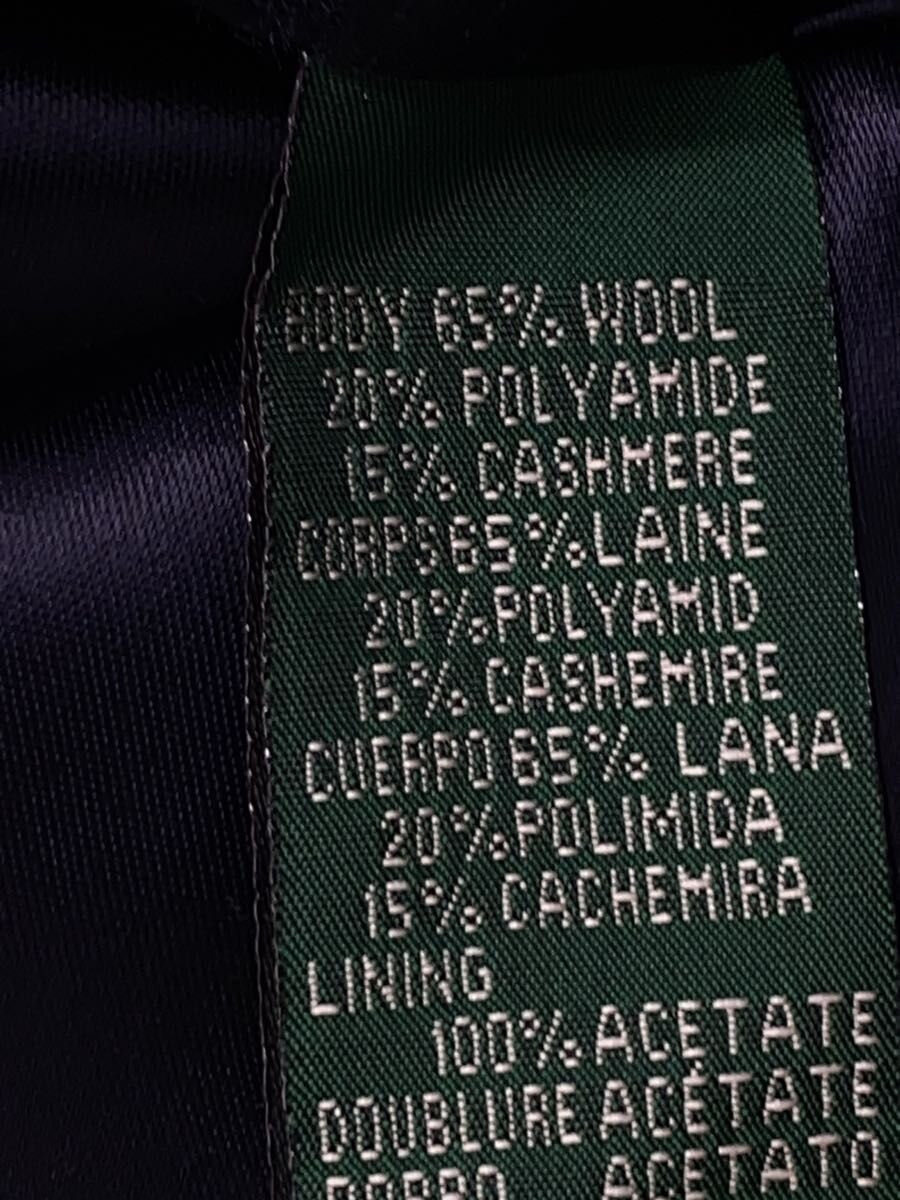 BODY 65% WOOL
20% POLYAMIDE
15% CASHMERE
CORPS 65% LAINE
20% POLYAMID
15% CASHEMIRE
CUERPO 65% LANA
20% POLIMIDA
15% CACHEMIRA
LINING
100% ACETATE
DOUBLURE ACÉTATE
ACETATO